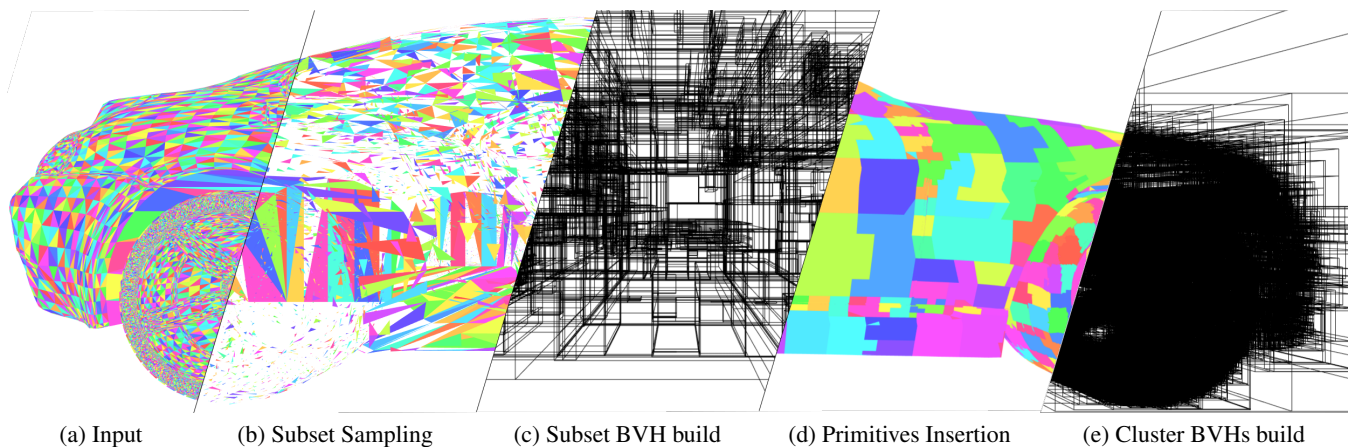 (a) Input (b) Subset Sampling (c) Subset BVH build (d) Primitives Insertion (e) Cluster BVHs build